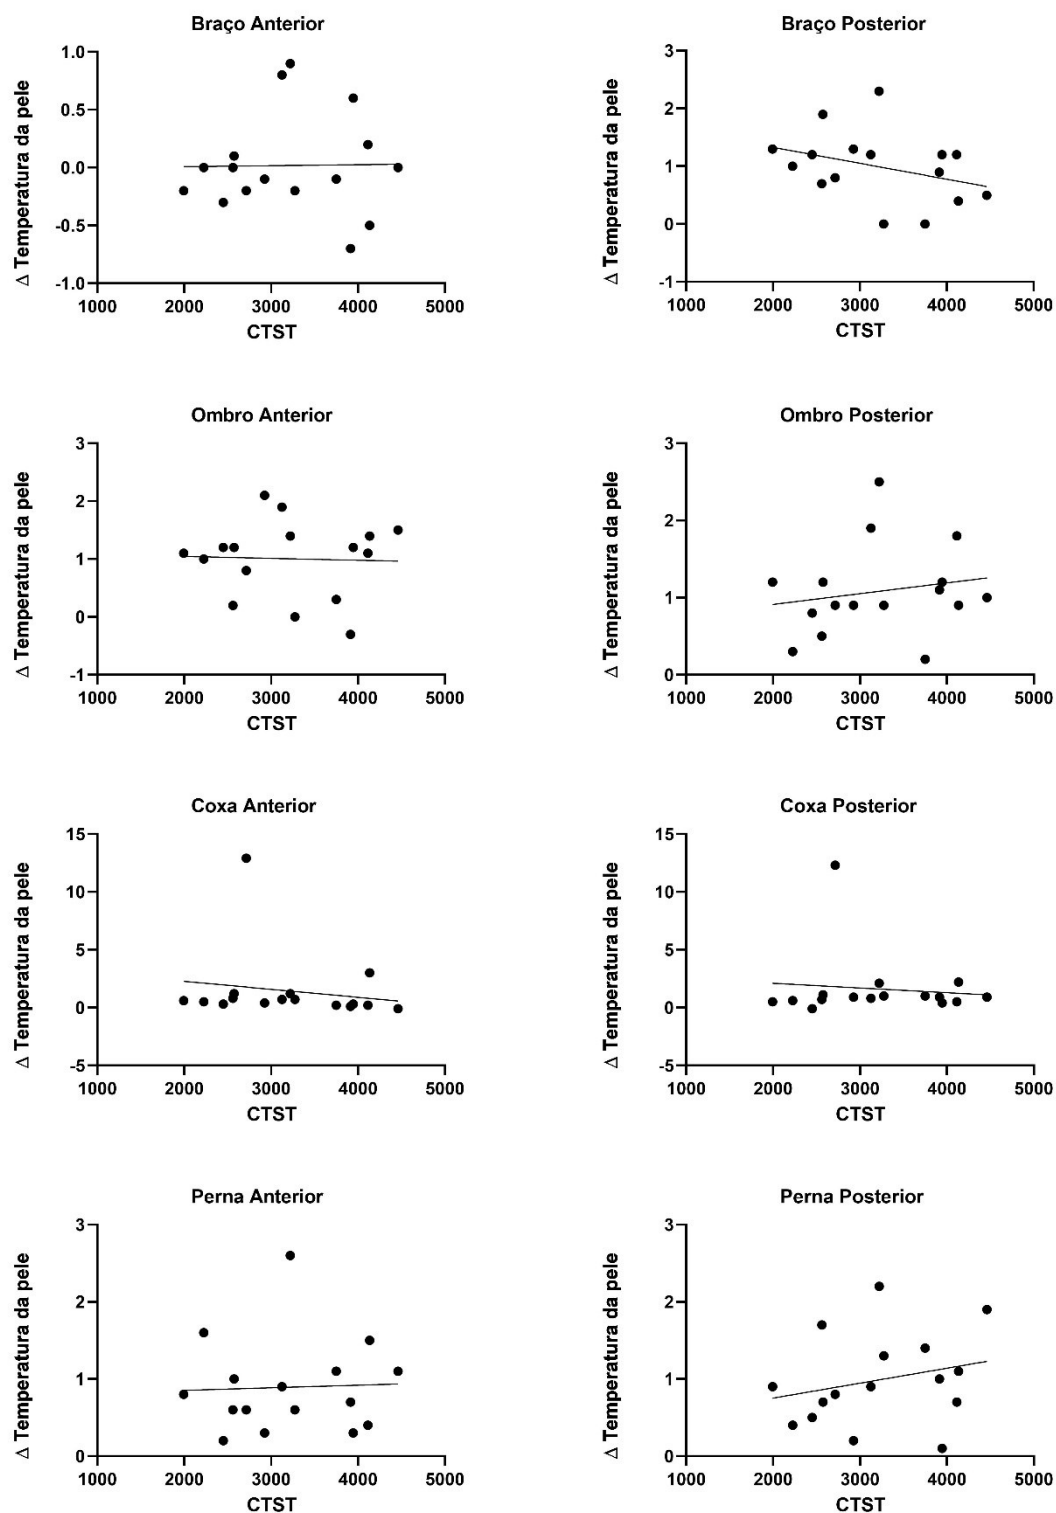 Braço Anterior
Δ Temperatura da pele
1.0
0.5
0.0
-0.5
-1.0
1000 2000 3000 4000 5000
CTST
Braço Posterior
Δ Temperatura da pele
3
2
1
0
-1
1000 2000 3000 4000 5000
CTST
Ombro Anterior
Δ Temperatura da pele
3
2
1
0
-1
1000 2000 3000 4000 5000
CTST
Ombro Posterior
Δ Temperatura da pele
3
2
1
0
1000 2000 3000 4000 5000
CTST
Coxa Anterior
Δ Temperatura da pele
15
10
5
0
-5
1000 2000 3000 4000 5000
CTST
Coxa Posterior
Δ Temperatura da pele
15
10
5
0
-5
1000 2000 3000 4000 5000
CTST
Perna Anterior
Δ Temperatura da pele
3
2
1
0
1000 2000 3000 4000 5000
CTST
Perna Posterior
Δ Temperatura da pele
3
2
1
0
1000 2000 3000 4000 5000
CTST